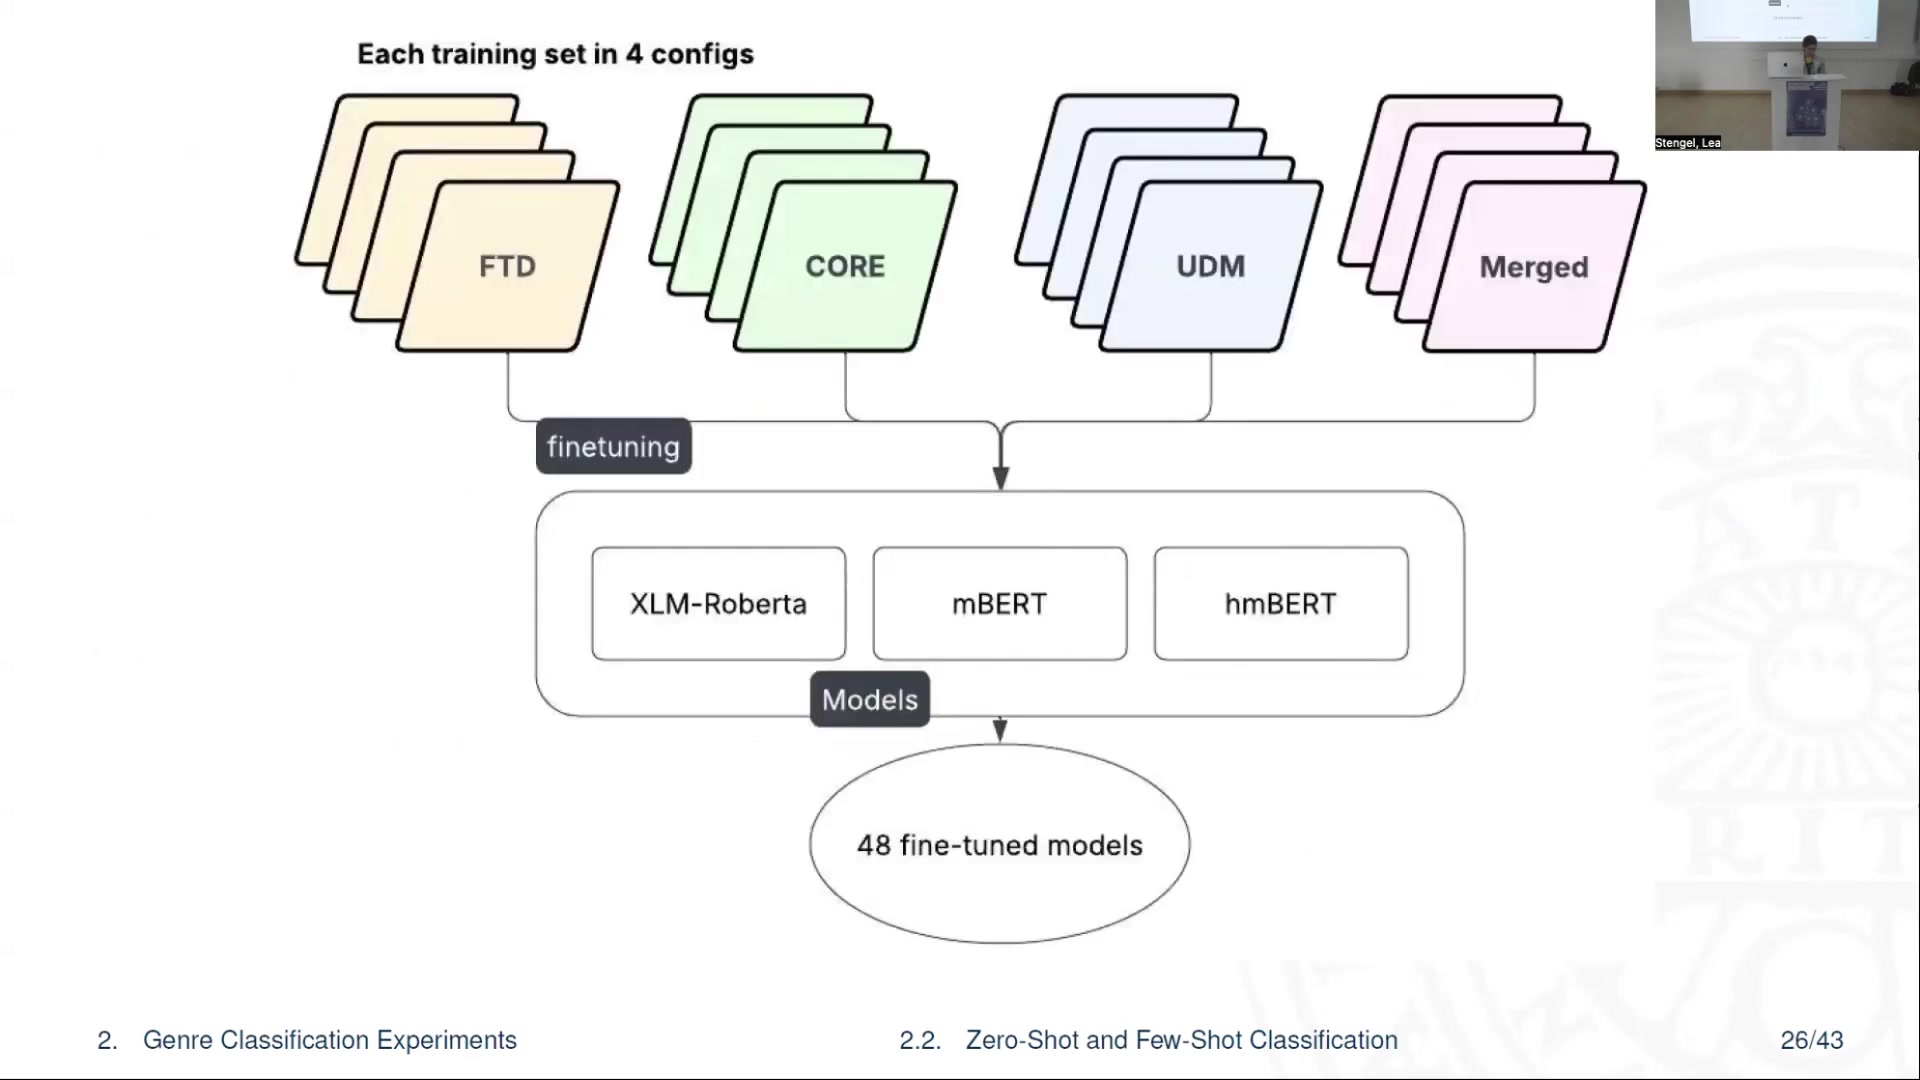 Each training set in 4 configs
FTD
CORE
UDM
Merged
finetuning
XLM-Roberta
mBERT
hmBERT
Models
48 fine-tuned models
Stengel, Lea
2. Genre Classification Experiments
2.2. Zero-Shot and Few-Shot Classification
26/43